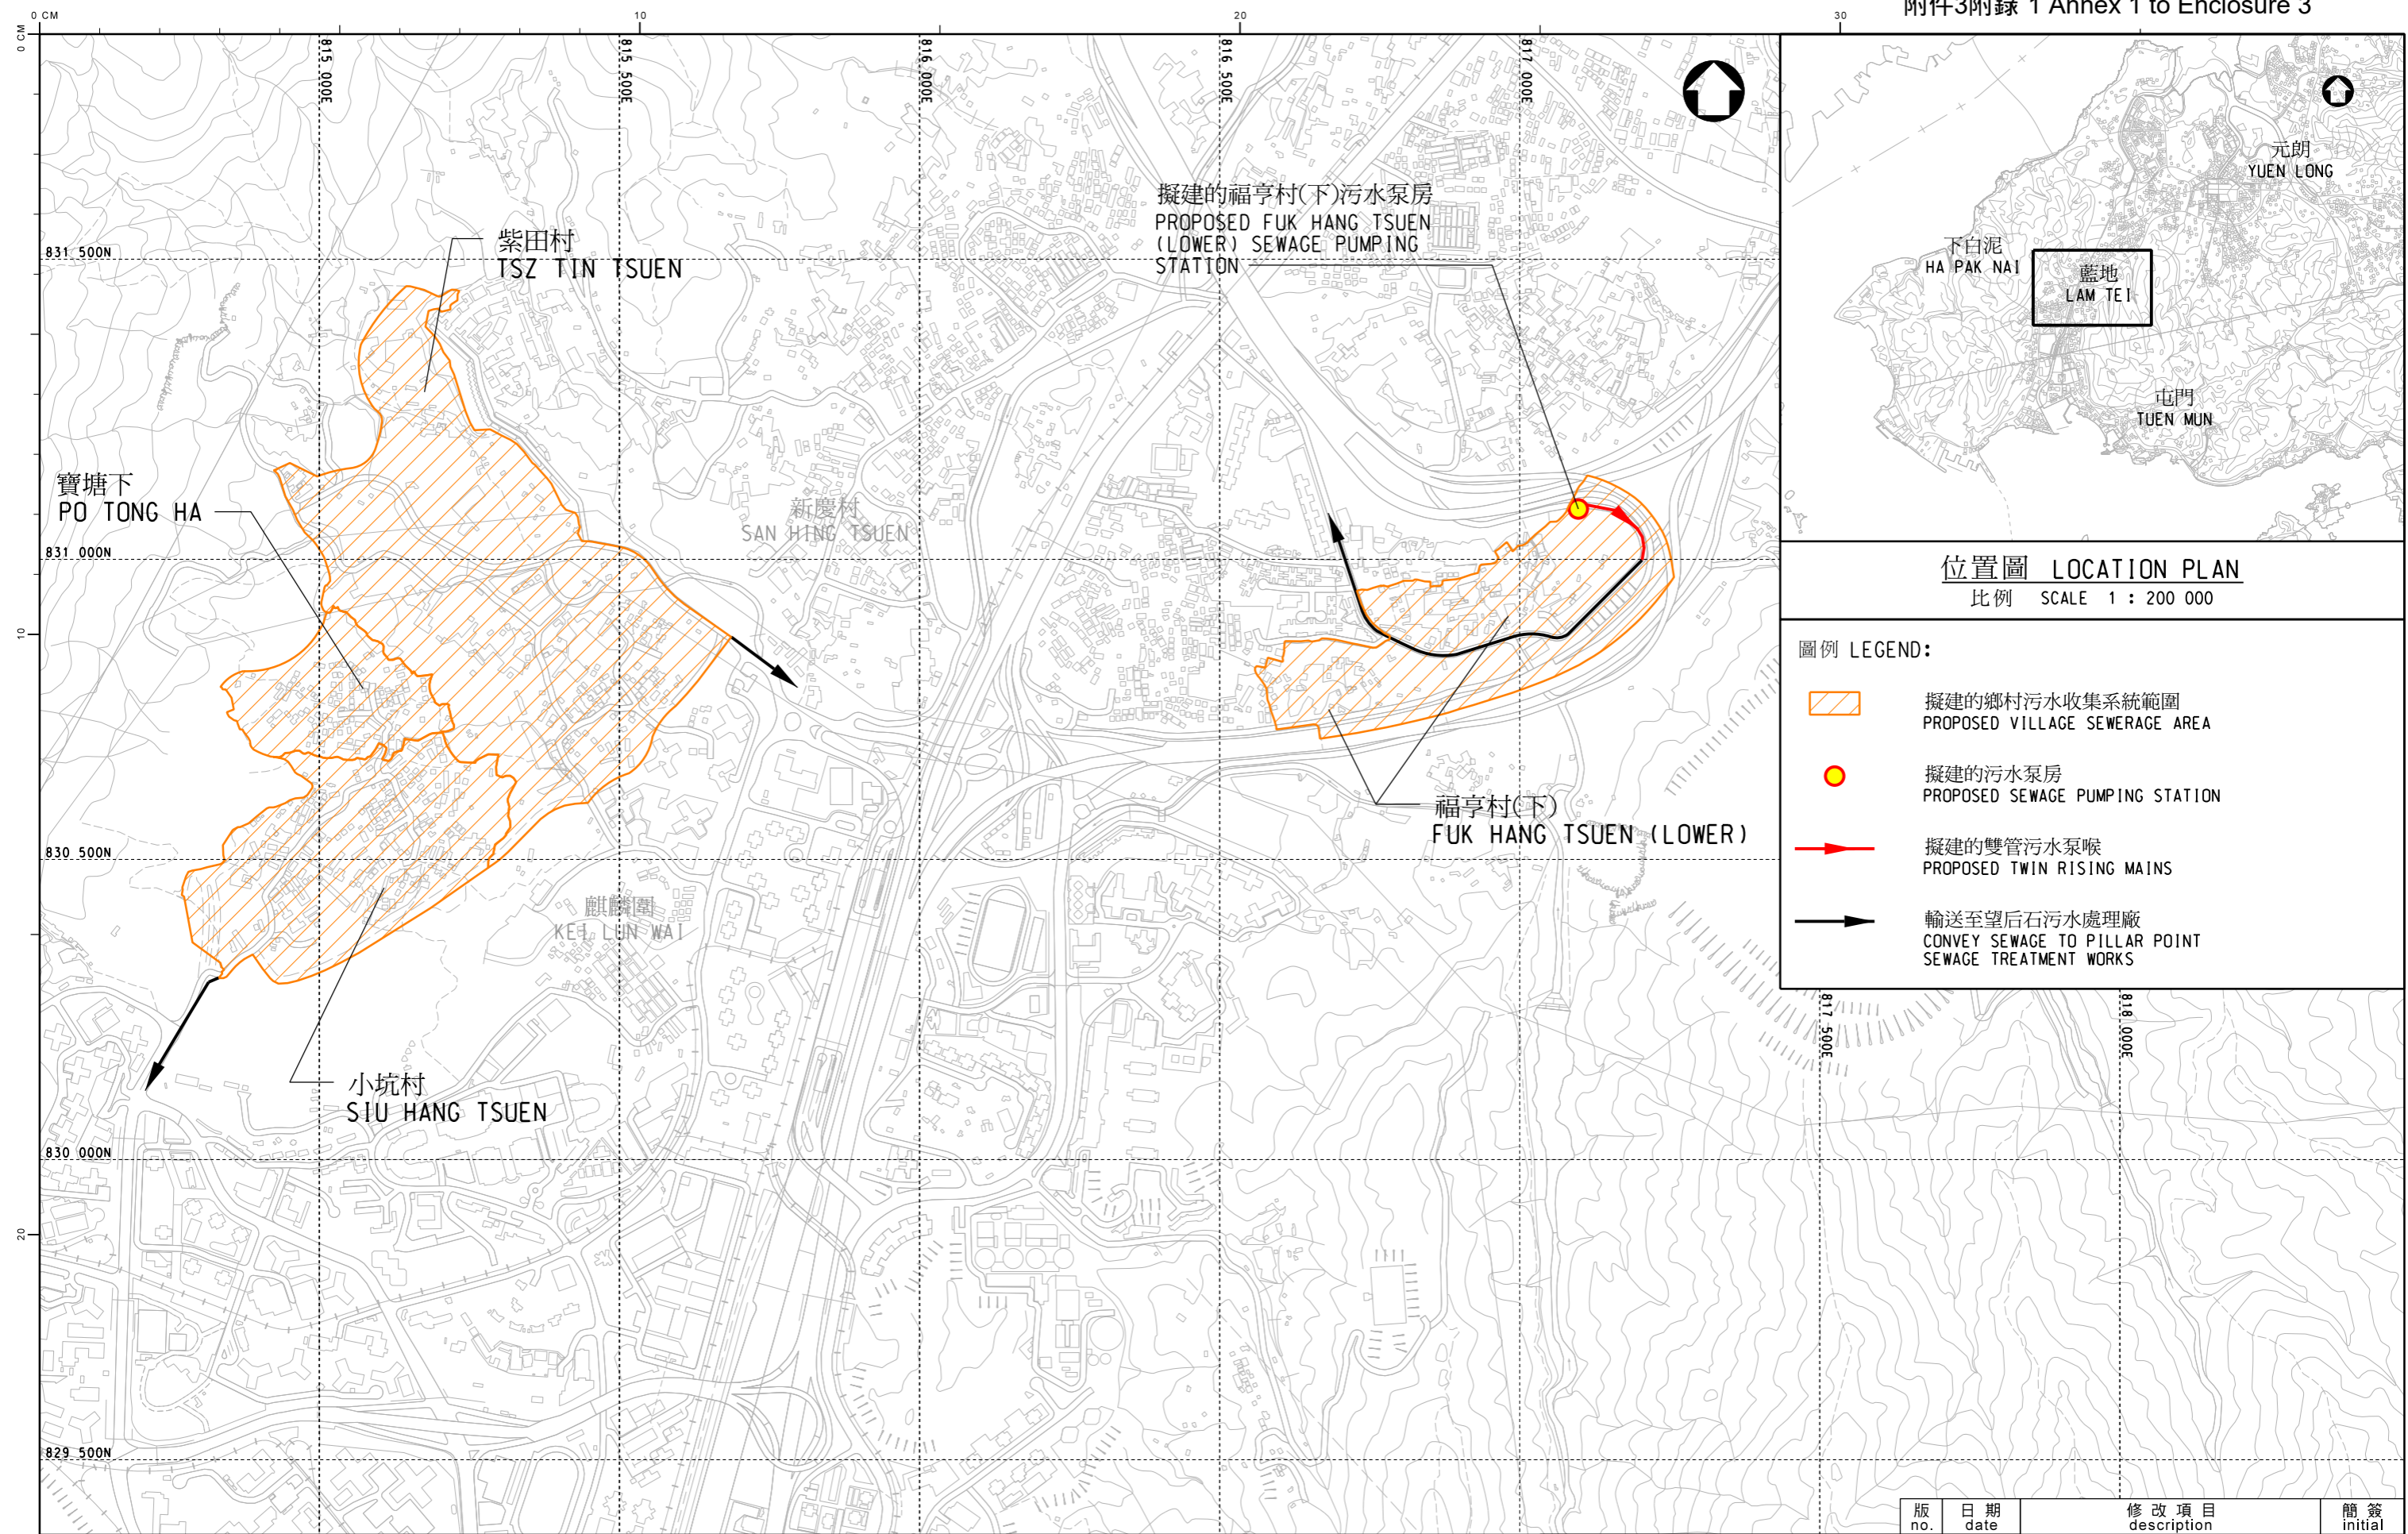 附件3附錄 1 Annex 1 to Enclosure 3
0 CM
10
20
30
0 CM
10
20
815 000E
815 500E
816 000E
816 500E
817 000E
817 500E
818 000E
831 500N
831 000N
830 500N
830 000N
829 500N
紫田村
TSZ TIN TSUEN
寶塘下
PO TONG HA
新慶村
SAN HING TSUEN
麒麟圍
KEI LUN WAI
小坑村
SIU HANG TSUEN
擬建的福亨村(下)污水泵房
PROPOSED FUK HANG TSUEN
(LOWER) SEWAGE PUMPING
STATION
福亨村(下)
FUK HANG TSUEN (LOWER)
元朗
YUEN LONG
下白泥
HA PAK NAI
藍地
LAM TEI
屯門
TUEN MUN
位置圖 LOCATION PLAN
比例 SCALE 1 : 200 000
圖例 LEGEND:
擬建的鄉村污水收集系統範圍
PROPOSED VILLAGE SEWERAGE AREA
擬建的污水泵房
PROPOSED SEWAGE PUMPING STATION
擬建的雙管污水泵喉
PROPOSED TWIN RISING MAINS
輸送至望后石污水處理廠
CONVEY SEWAGE TO PILLAR POINT
SEWAGE TREATMENT WORKS
版 日期 修改項目 簡簽
no. date description initial